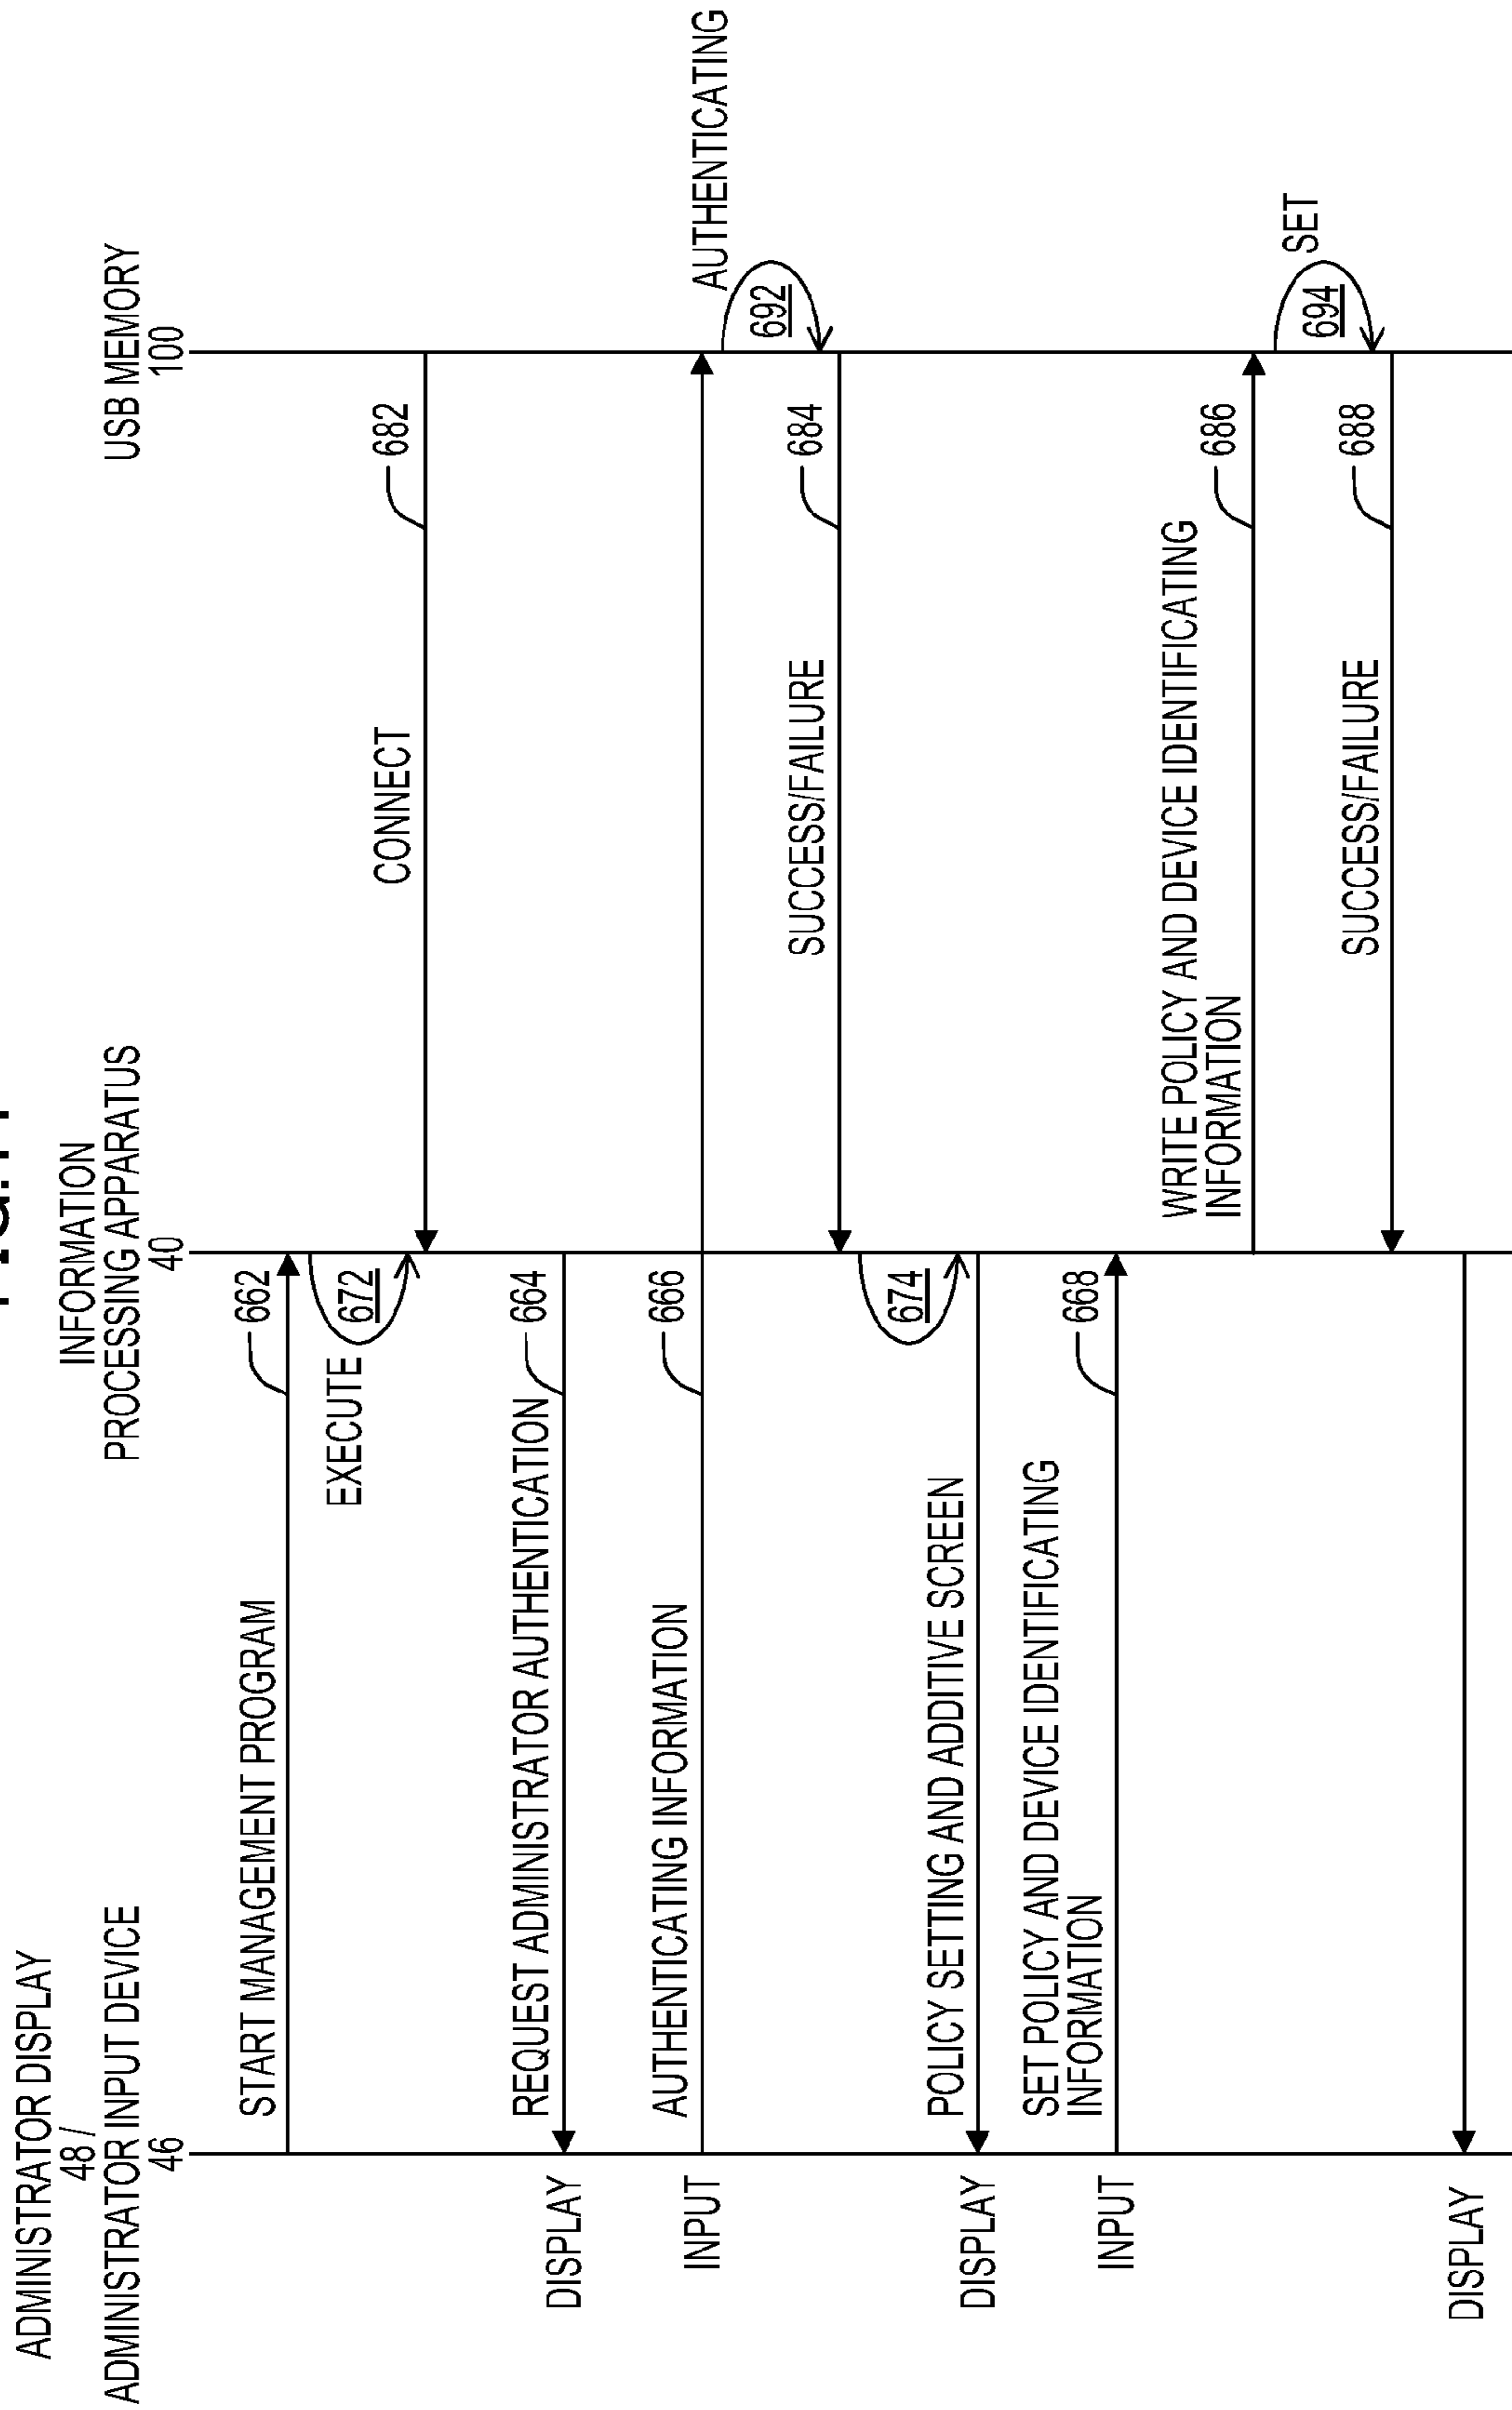 ADMINISTRATOR DISPLAY
48 /
ADMINISTRATOR INPUT DEVICE
46
INFORMATION
PROCESSING APPARATUS
40
USB MEMORY
100
START MANAGEMENT PROGRAM
662
EXECUTE
672
CONNECT
682
DISPLAY
REQUEST ADMINISTRATOR AUTHENTICATION
664
INPUT
AUTHENTICATING INFORMATION
666
AUTHENTICATING
692
SUCCESS/FAILURE
684
674
DISPLAY
POLICY SETTING AND ADDITIVE SCREEN
INPUT
SET POLICY AND DEVICE IDENTIFICATING
INFORMATION
668
WRITE POLICY AND DEVICE IDENTIFICATING
INFORMATION
686
SET
694
SUCCESS/FAILURE
688
DISPLAY